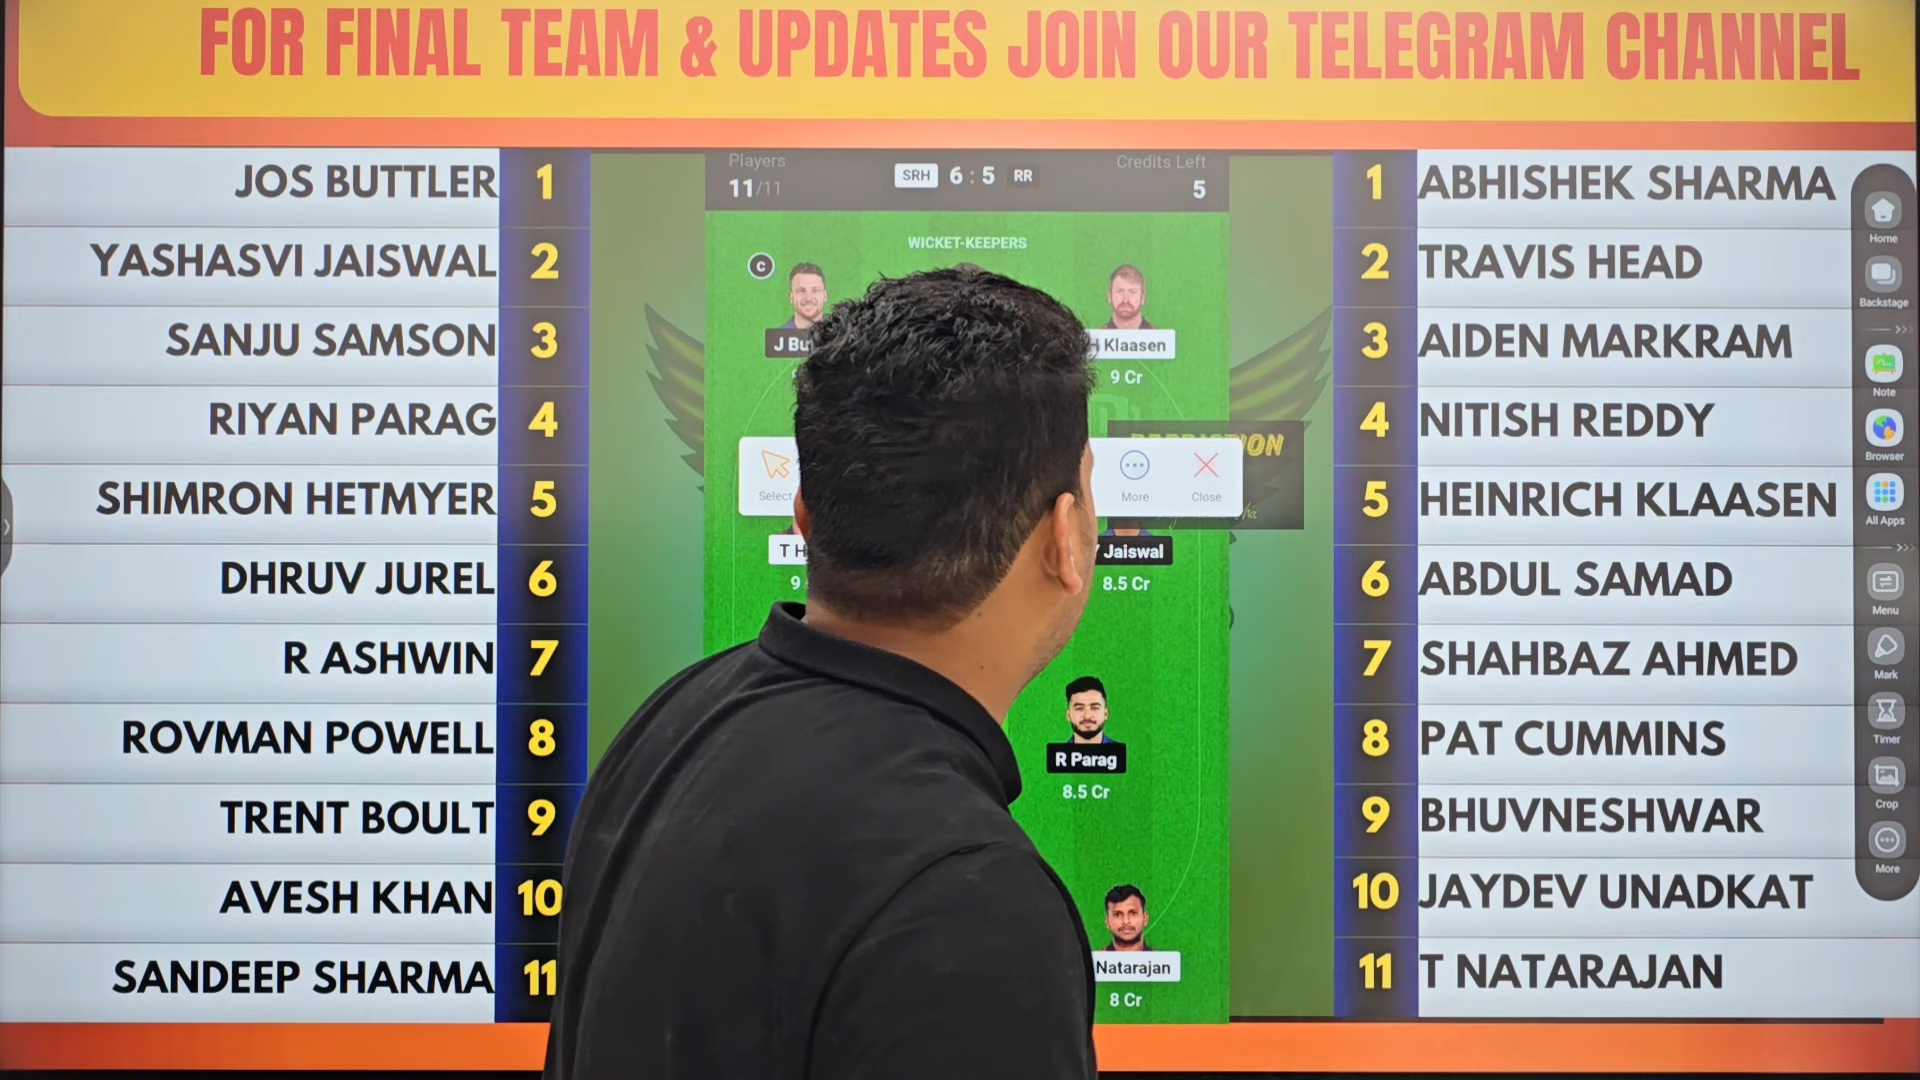 FOR FINAL TEAM & UPDATES JOIN OUR TELEGRAM CHANNEL
JOS BUTTLER 1
YASHASVI JAISWAL 2
SANJU SAMSON 3
RIYAN PARAG 4
SHIMRON HETMYER 5
DHRUV JUREL 6
R ASHWIN 7
ROVMAN POWELL 8
TRENT BOULT 9
AVESH KHAN 10
SANDEEP SHARMA 11
Players
11/11
SRH 6 : 5 RR
Credits Left
5
WICKET-KEEPERS
C
J Bu
H Klaasen
9 Cr
Select
More
Close
T H
9
Y Jaiswal
8.5 Cr
R Parag
8.5 Cr
Natarajan
8 Cr
1 ABHISHEK SHARMA
2 TRAVIS HEAD
3 AIDEN MARKRAM
4 NITISH REDDY
5 HEINRICH KLAASEN
6 ABDUL SAMAD
7 SHAHBAZ AHMED
8 PAT CUMMINS
9 BHUVNESHWAR
10 JAYDEV UNADKAT
11 T NATARAJAN
Home
Backstage
Note
Browser
All Apps
Menu
Mark
Timer
Crop
More